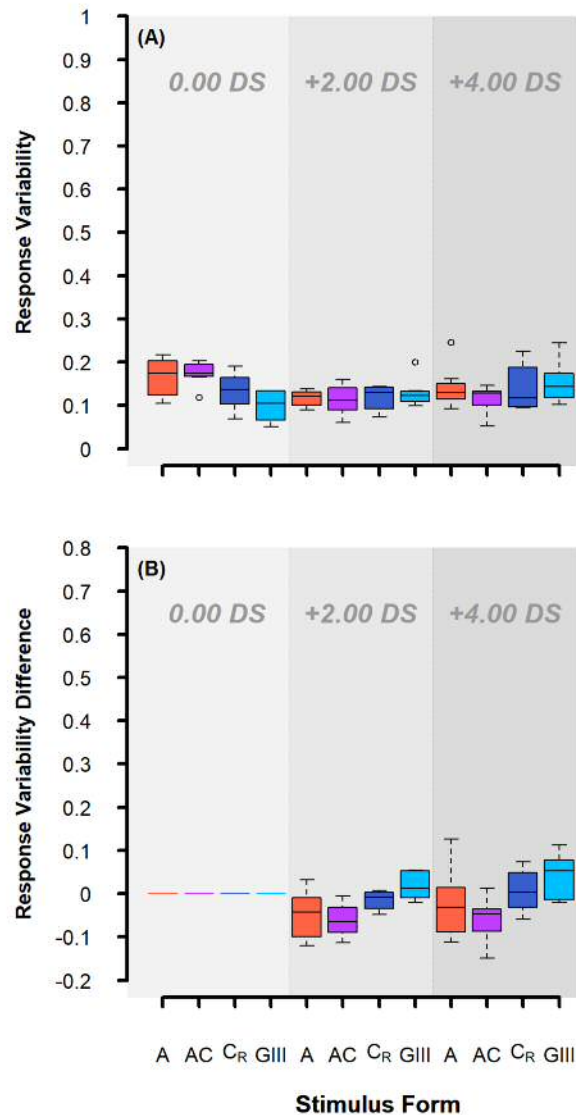 (A)
0.00 DS +2.00 DS +4.00 DS
Response Variability
1
0.9
0.8
0.7
0.6
0.5
0.4
0.3
0.2
0.1
0
(B)
0.00 DS +2.00 DS +4.00 DS
Response Variability Difference
0.8
0.7
0.6
0.5
0.4
0.3
0.2
0.1
0
-0.1
-0.2
A AC CR GIII A AC CR GIII A AC CR GIII
Stimulus Form